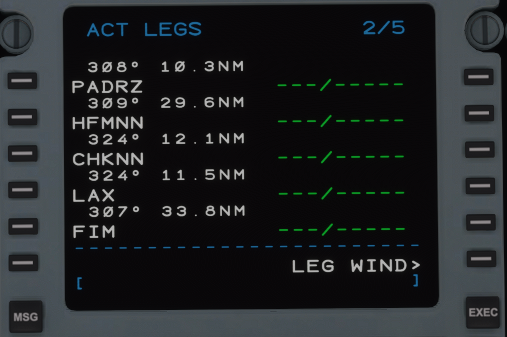 ACT LEGS 2/5
308° 10.3NM
PADRZ ---/-----
309° 29.6NM
HFMNN ---/-----
324° 12.1NM
CHKNN ---/-----
324° 11.5NM
LAX ---/-----
307° 33.8NM
FIM ---/-----
------------------------
LEG WIND>
[ ]
MSG EXEC